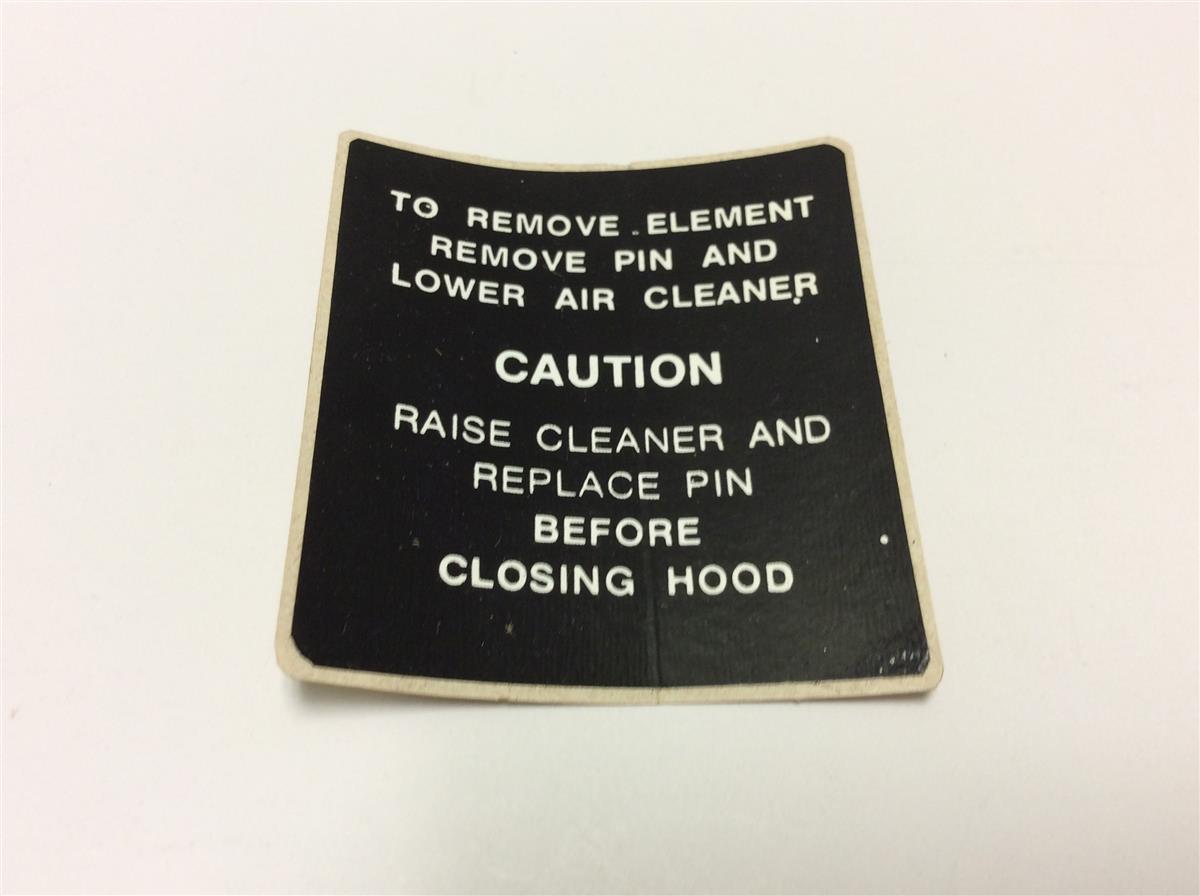 TO REMOVE ELEMENT
REMOVE PIN AND
LOWER AIR CLEANER
CAUTION
RAISE CLEANER AND
REPLACE PIN
BEFORE
CLOSING HOOD